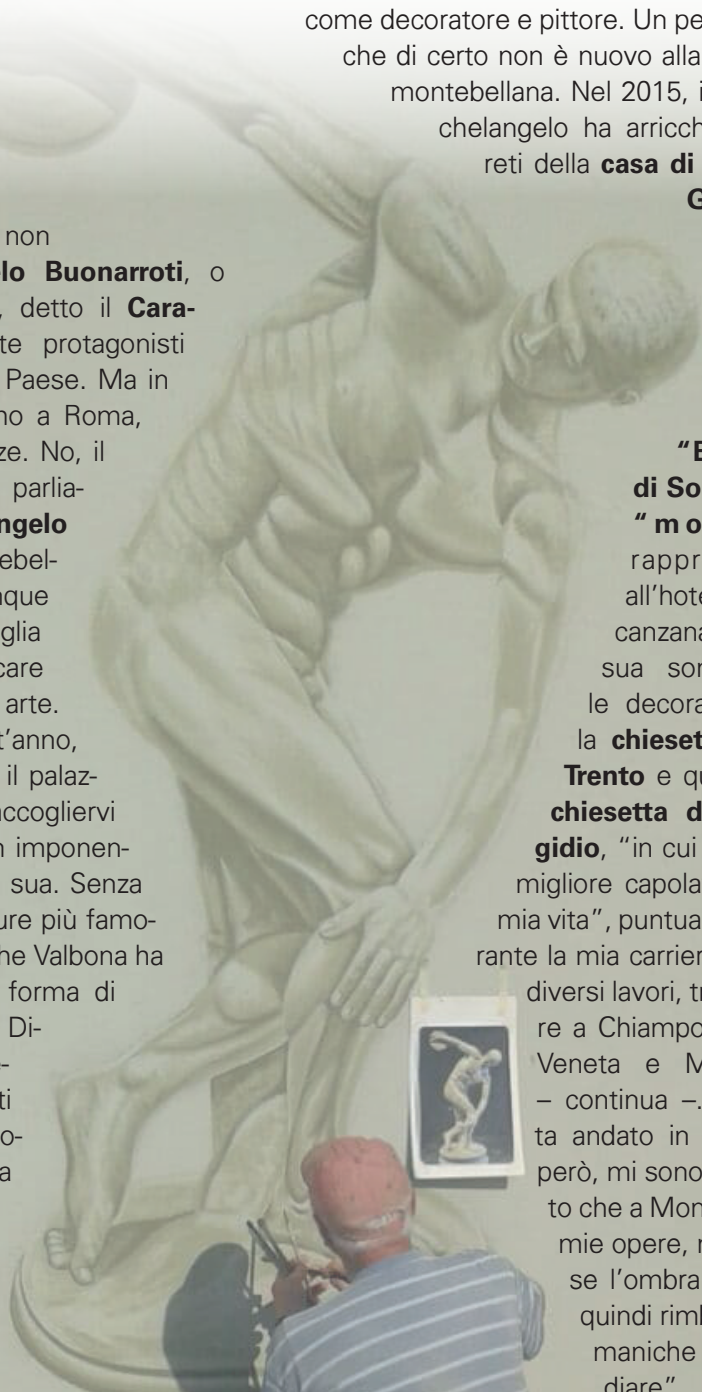 non
lo Buonarroti, o
, detto il Cara-
te protagonisti
Paese. Ma in
no a Roma,
ze. No, il
parlia-
ngelo
ebel-
que
glia
care
arte.
t'anno,
il palaz-
ccogliervi
n imponen-
sua. Senza
ure più famo-
he Valbona ha
forma di
Di-
-
ti
o-
a
come decoratore e pittore. Un pe
che di certo non è nuovo alla
montebellana. Nel 2015, i
chelangelo ha arricch
reti della casa di
G
“E
di So
“mo
rappr
all’hote
canzana
sua son
le decora
la chieset
Trento e qu
chiesetta d
gidio, “in cui
migliore capola
mia vita”, puntua
rante la mia carrier
diversi lavori, tr
re a Chiampo
Veneta e M
– continua –.
ta andato in
però, mi sono
to che a Mon
mie opere, n
se l’ombra
quindi rimb
maniche
diare”